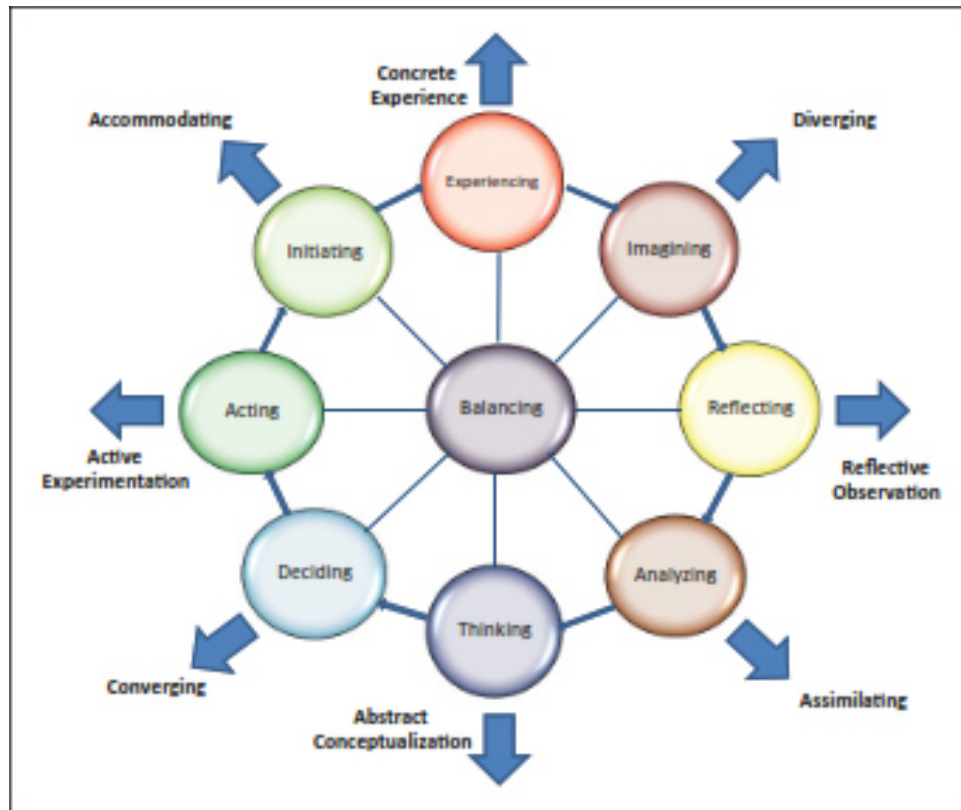 Concrete
Experience
Accommodating
Diverging
Experiencing
Initiating
Imagining
Acting
Balancing
Reflecting
Active
Experimentation
Reflective
Observation
Deciding
Analyzing
Thinking
Converging
Assimilating
Abstract
Conceptualization